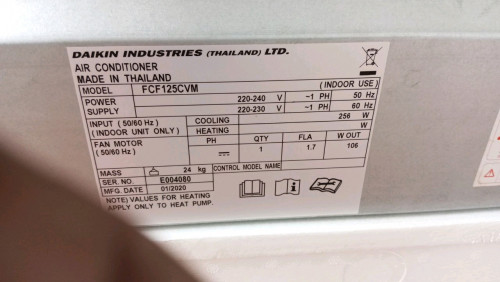 DAIKIN INDUSTRIES (THAILAND) LTD.
AIR CONDITIONER
MADE IN THAILAND
MODEL FCF125CVM (INDOOR USE)
POWER SUPPLY 220-240 V ~1 PH 50 Hz
220-230 V ~1 PH 60 Hz
INPUT (50/60 Hz) COOLING 256 W
(INDOOR UNIT ONLY) HEATING W
FAN MOTOR PH QTY FLA W OUT
(50/60 Hz) 1 1.7 106
MASS 24 kg CONTROL MODEL NAME
SER. NO. E004080
MFG. DATE 01/2020
NOTE) VALUES FOR HEATING
APPLY ONLY TO HEAT PUMP.